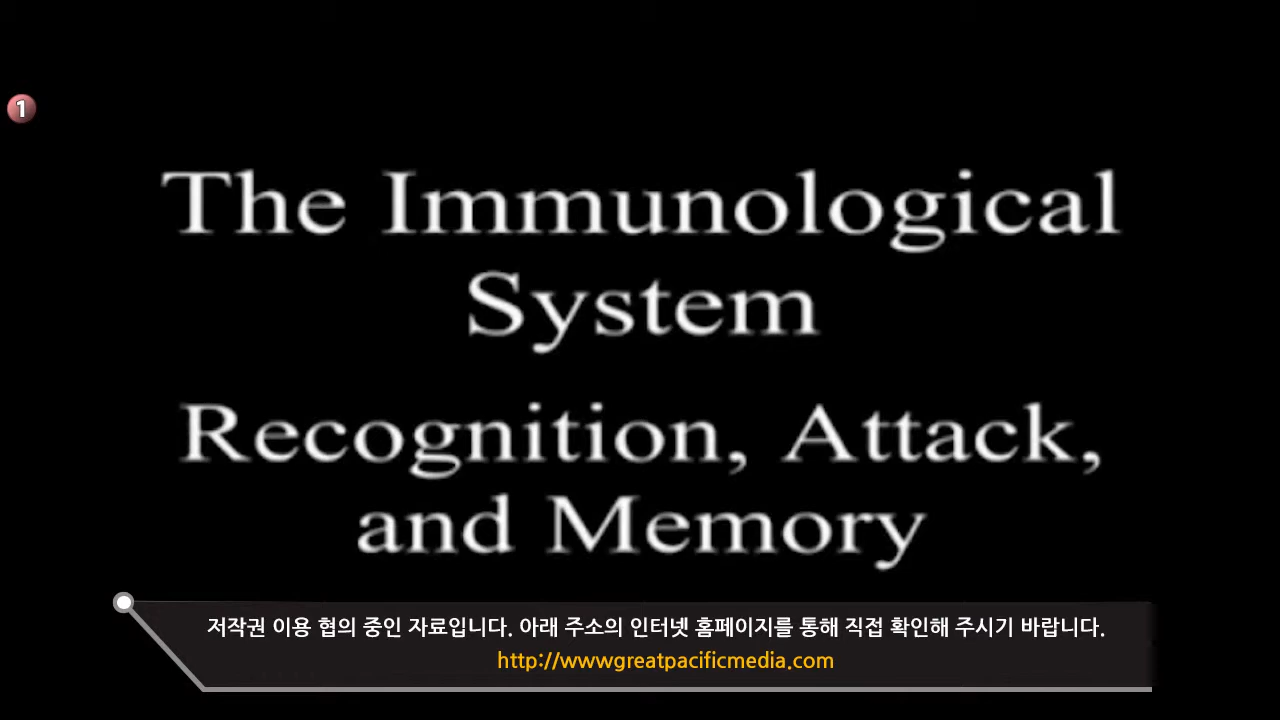 1
The Immunological
System
Recognition, Attack,
and Memory
저작권 이용 협의 중인 자료입니다. 아래 주소의 인터넷 홈페이지를 통해 직접 확인해 주시기 바랍니다.
http://wwwgreatpacificmedia.com